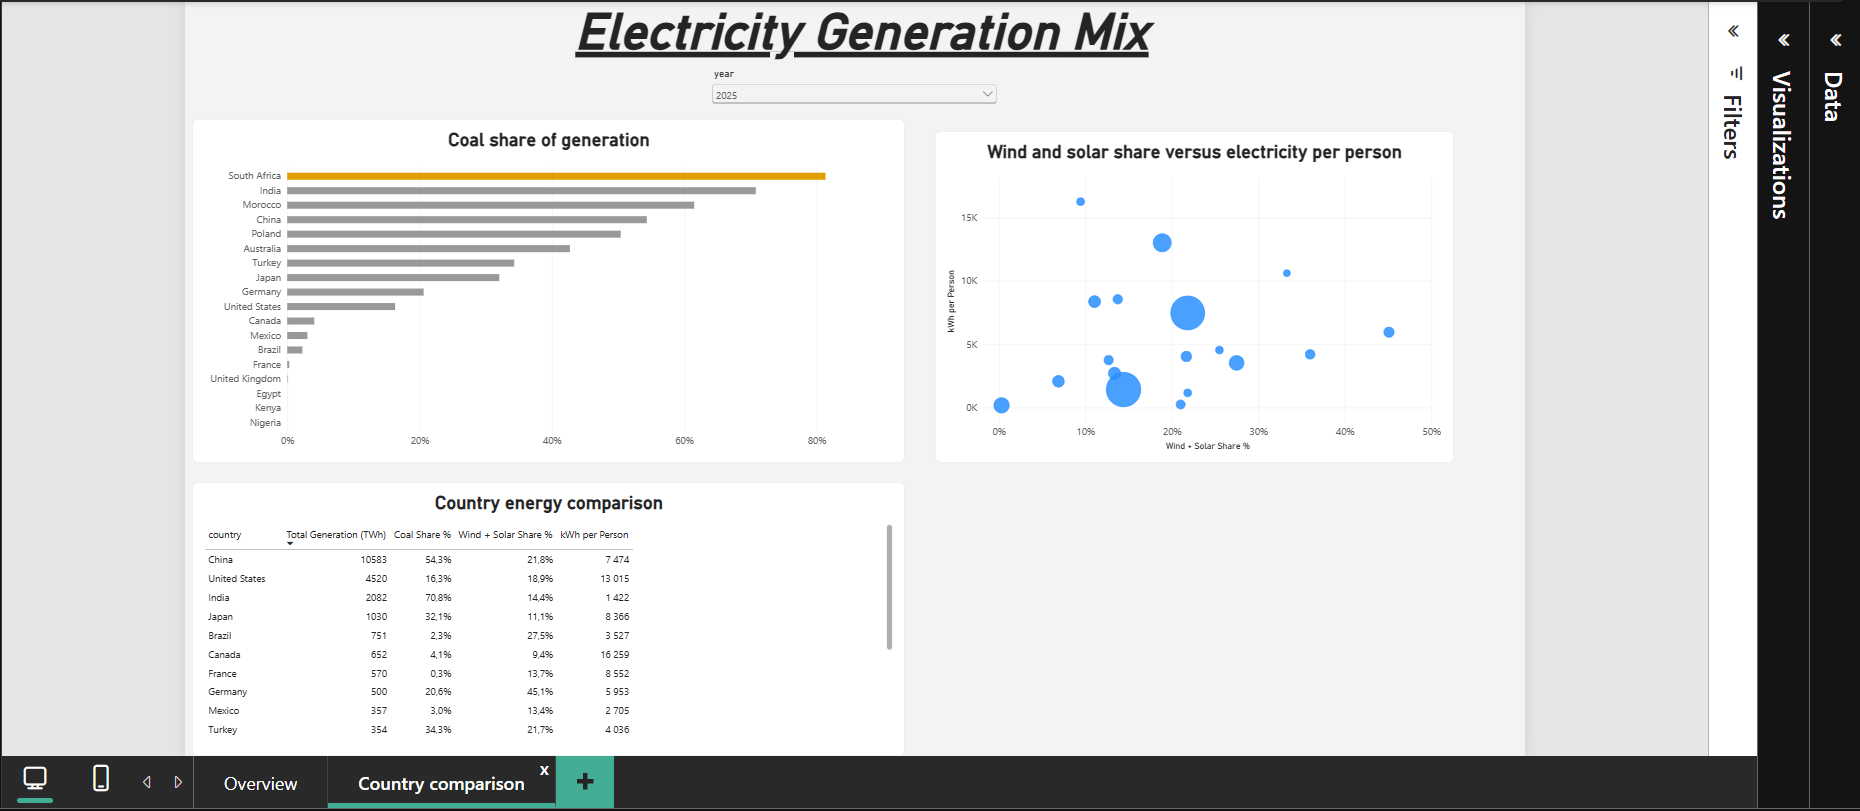 Electricity Generation Mix
year
2025
Coal share of generation
South Africa
India
Morocco
China
Poland
Australia
Turkey
Japan
Germany
United States
Canada
Mexico
Brazil
France
United Kingdom
Egypt
Kenya
Nigeria
0% 20% 40% 60% 80%
Wind and solar share versus electricity per person
kWh per Person
15K
10K
5K
0K
0% 10% 20% 30% 40% 50%
Wind + Solar Share %
Country energy comparison
country Total Generation (TWh) Coal Share % Wind + Solar Share % kWh per Person
China 10583 54,3% 21,8% 7 474
United States 4520 16,3% 18,9% 13 015
India 2082 70,8% 14,4% 1 422
Japan 1030 32,1% 11,1% 8 366
Brazil 751 2,3% 27,5% 3 527
Canada 652 4,1% 9,4% 16 259
France 570 0,3% 13,7% 8 552
Germany 500 20,6% 45,1% 5 953
Mexico 357 3,0% 13,4% 2 705
Turkey 354 34,3% 21,7% 4 036
Filters
Visualizations
Data
Overview
Country comparison x